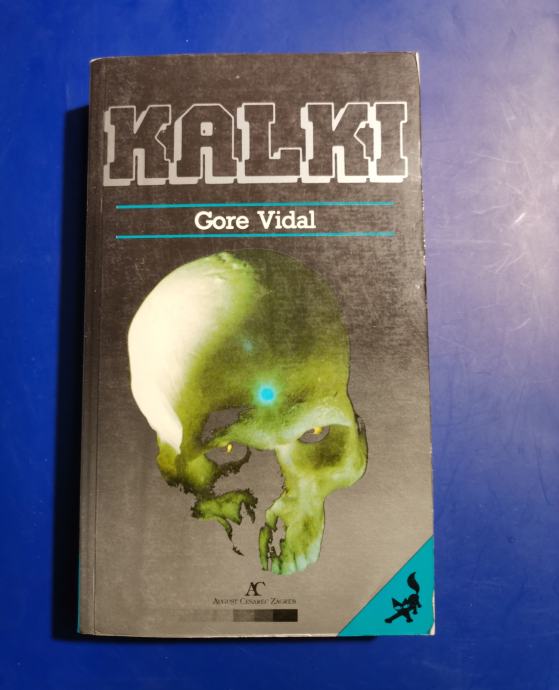 KALKI
Gore Vidal
AC
AUGUST CESAREC ZAGREB